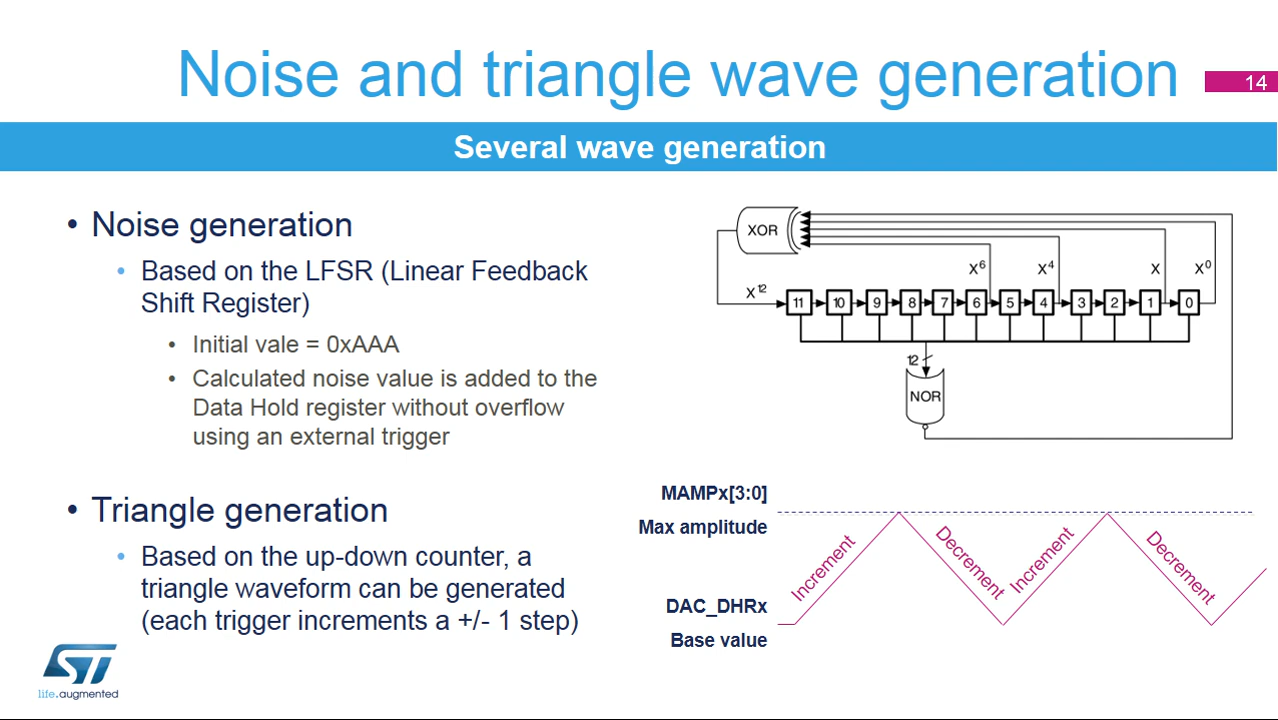 Noise and triangle wave generation
14
Several wave generation
• Noise generation
• Based on the LFSR (Linear Feedback
Shift Register)
• Initial vale = 0xAAA
• Calculated noise value is added to the
Data Hold register without overflow
using an external trigger
• Triangle generation
• Based on the up-down counter, a
triangle waveform can be generated
(each trigger increments a +/- 1 step)
XOR
X6 X4 X X0
X12
11 10 9 8 7 6 5 4 3 2 1 0
12
NOR
MAMPx[3:0]
Max amplitude
Increment
Decrement
Increment
Decrement
DAC_DHRx
Base value
ST
life.augmented